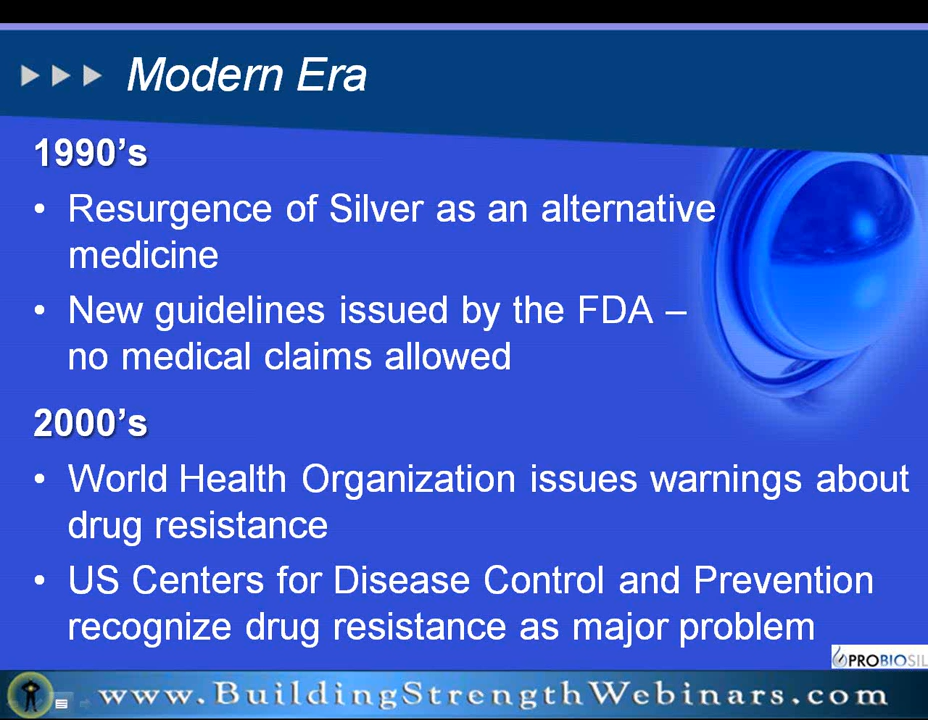 Modern Era
1990’s
• Resurgence of Silver as an alternative
medicine
• New guidelines issued by the FDA –
no medical claims allowed
2000’s
• World Health Organization issues warnings about
drug resistance
• US Centers for Disease Control and Prevention
recognize drug resistance as major problem
PROBIOSIL
www.BuildingStrengthWebinars.com